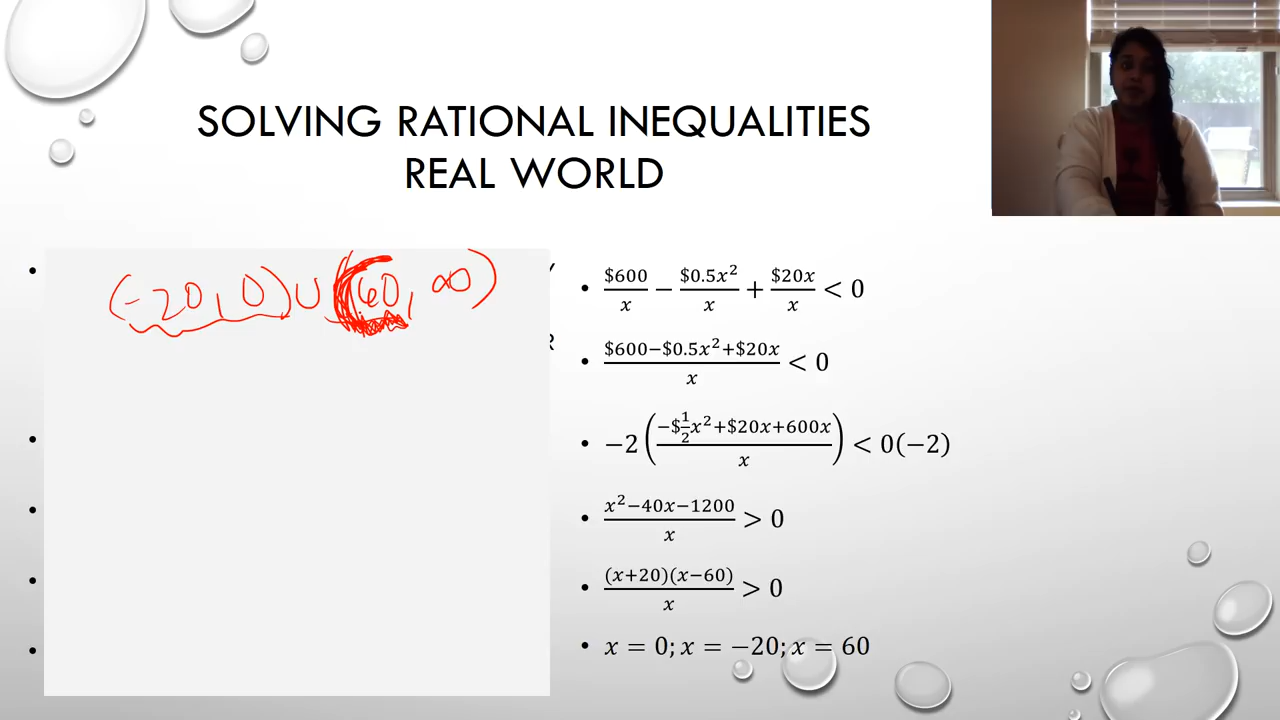 SOLVING RATIONAL INEQUALITIES
REAL WORLD
(-20, 0) ∪ (60, ∞)
• $600/x − $0.5x²/x + $20x/x < 0
• ($600−$0.5x²+$20x)/x < 0
• −2((−$½x²+$20x+600x)/x) < 0(−2)
• (x²−40x−1200)/x > 0
• (x+20)(x−60)/x > 0
• x = 0; x = −20; x = 60